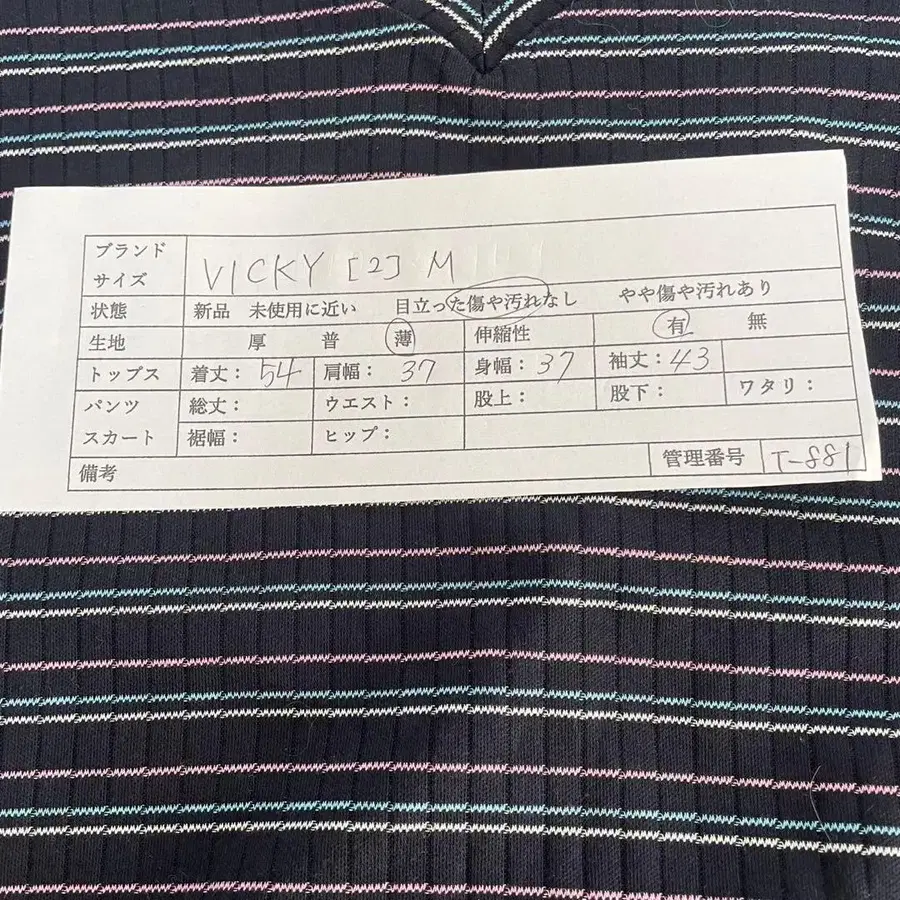 ブランド
サイズ VICKY [2] M
状態 新品 未使用に近い 目立った傷や汚れなし やや傷や汚れあり
生地 厚 普 薄 伸縮性 有 無
トップス 着丈: 54 肩幅: 37 身幅: 37 袖丈: 43
パンツ 総丈: ウエスト: 股上: 股下: ワタリ:
スカート 裾幅: ヒップ:
備考 管理番号 T-881